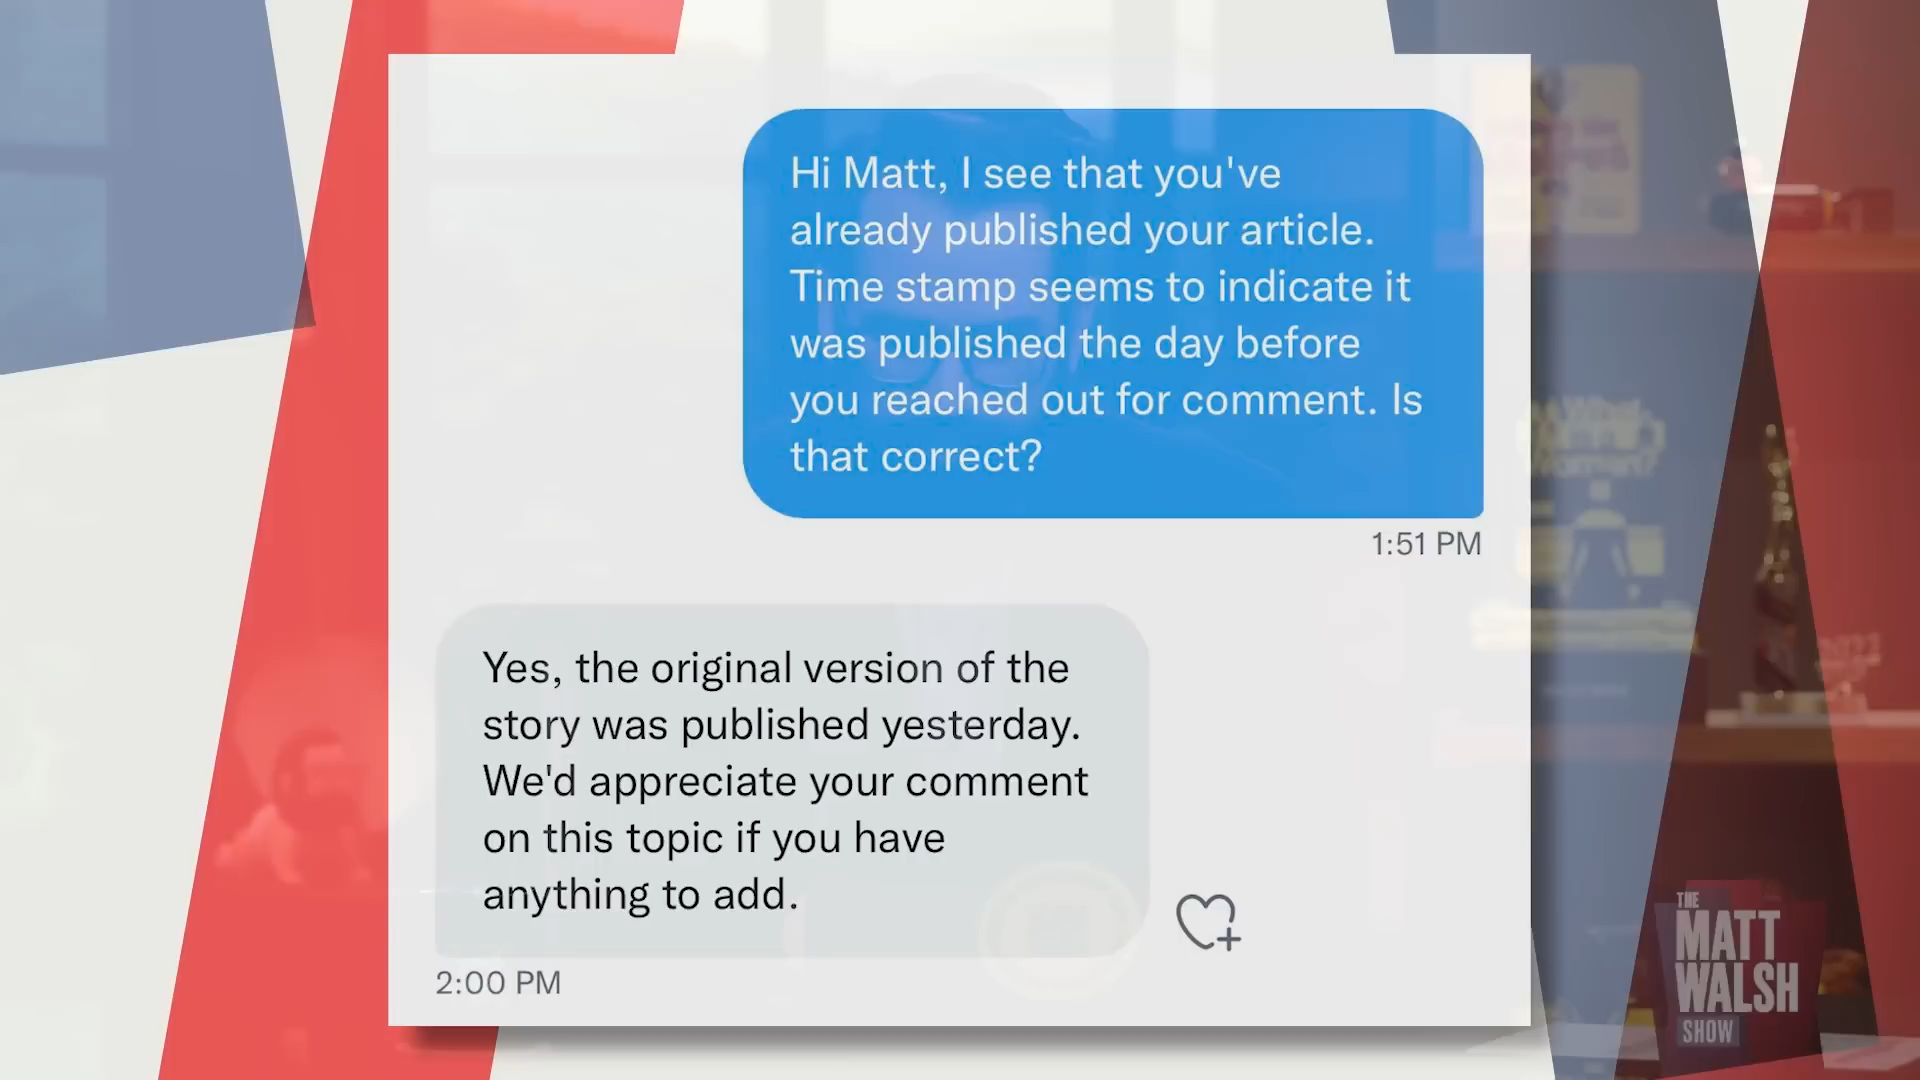 Hi Matt, I see that you've
already published your article.
Time stamp seems to indicate it
was published the day before
you reached out for comment. Is
that correct?
1:51 PM
Yes, the original version of the
story was published yesterday.
We'd appreciate your comment
on this topic if you have
anything to add.
2:00 PM
THE
MATT
WALSH
SHOW